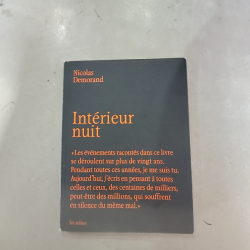 Nicolas
Demorand
Intérieur
nuit
«Les événements racontés dans ce livre
se déroulent sur plus de vingt ans.
Pendant toutes ces années, je me suis tu.
Aujourd'hui, j'écris en pensant à toutes
celles et ceux, des centaines de milliers,
peut-être des millions, qui souffrent
en silence du même mal.»
les arènes